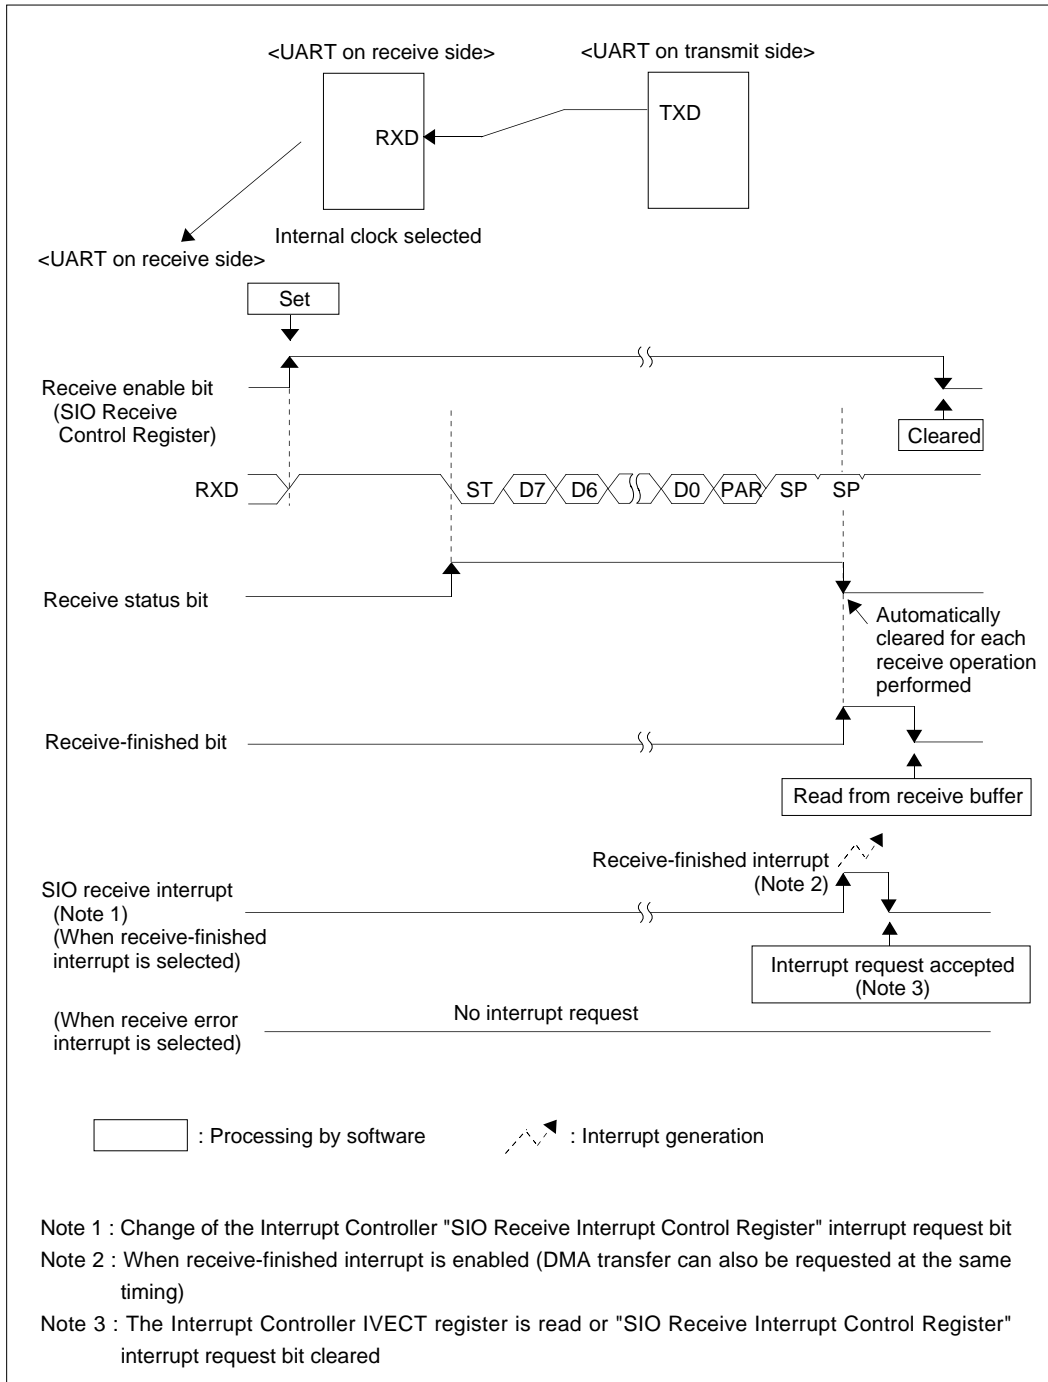 <UART on receive side>
<UART on transmit side>
RXD
TXD
Internal clock selected
<UART on receive side>
Set
Receive enable bit
(SIO Receive
Control Register)
Cleared
RXD
ST D7 D6 D0 PAR SP SP
Receive status bit
Automatically
cleared for each
receive operation
performed
Receive-finished bit
Read from receive buffer
Receive-finished interrupt
(Note 2)
SIO receive interrupt
(Note 1)
(When receive-finished
interrupt is selected)
Interrupt request accepted
(Note 3)
(When receive error
interrupt is selected)
No interrupt request
: Processing by software
: Interrupt generation
Note 1 : Change of the Interrupt Controller "SIO Receive Interrupt Control Register" interrupt request bit
Note 2 : When receive-finished interrupt is enabled (DMA transfer can also be requested at the same
timing)
Note 3 : The Interrupt Controller IVECT register is read or "SIO Receive Interrupt Control Register"
interrupt request bit cleared